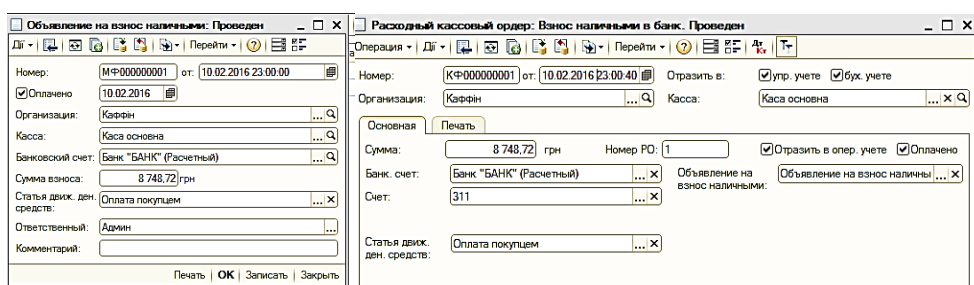 Объявление на взнос наличными: Проведен
Дії Перейти
Номер: МФ000000001 от: 10.02.2016 23:00:00
Оплачено 10.02.2016
Организация: Каффін
Касса: Каса основна
Банковский счет: Банк "БАНК" (Расчетный)
Сумма взноса: 8 748,72 грн
Статья движ. ден. средств: Оплата покупцем
Ответственный: Админ
Комментарий:
Печать OK Записать Закрыть
Расходный кассовый ордер: Взнос наличными в банк. Проведен
Операция Дії Перейти Дт Кт
Номер: КФ000000001 от: 10.02.2016 23:00:40 Отразить в: упр. учете бух. учете
Организация: Каффін Касса: Каса основна
Основная Печать
Сумма: 8 748,72 грн Номер РО: 1 Отразить в опер. учете Оплачено
Банк. счет: Банк "БАНК" (Расчетный) Объявление на взнос наличными: Объявление на взнос наличны
Счет: 311
Статья движ. ден. средств: Оплата покупцем